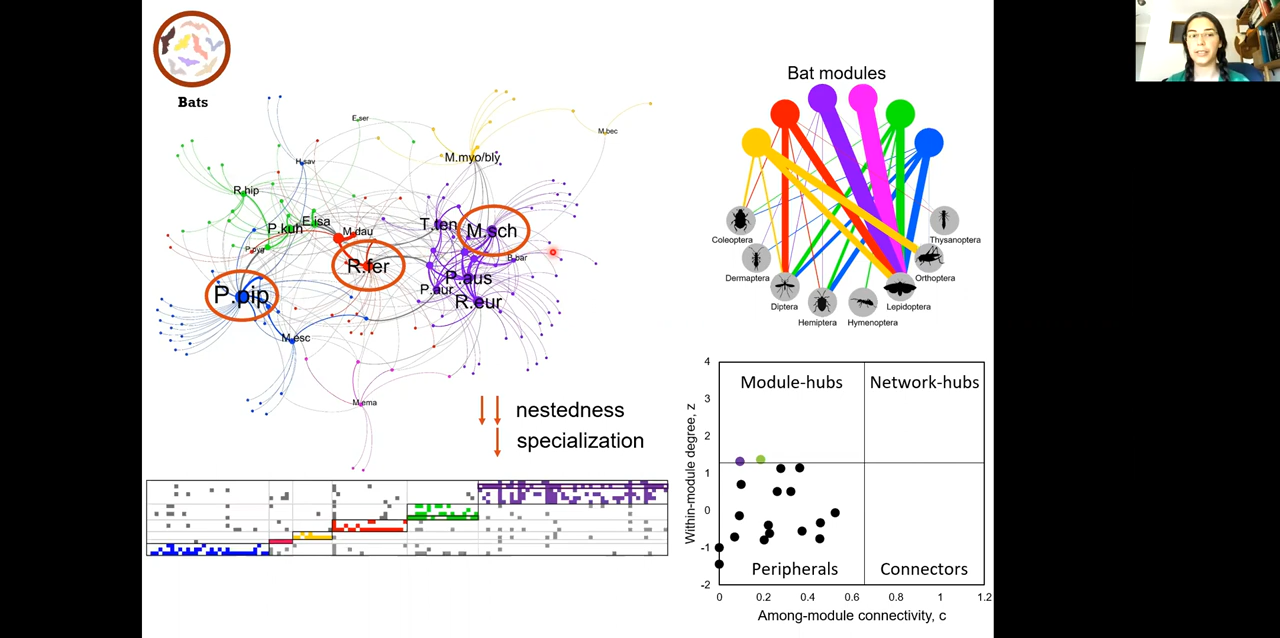 Bats
E.ser
M.bec
H.sav
M.myo/bly
R.hip
P.kuh
E.isa
M.dau
T.ten
M.sch
P.pyg
B.bar
R.fer
P.aus
P.pip
P.aur
R.eur
M.esc
M.ema
nestedness
specialization
Bat modules
Coleoptera
Thysanoptera
Dermaptera
Orthoptera
Diptera
Lepidoptera
Hemiptera
Hymenoptera
Module-hubs
Network-hubs
Peripherals
Connectors
Within-module degree, z
4
3
2
1
0
-1
-2
0 0.2 0.4 0.6 0.8 1 1.2
Among-module connectivity, c